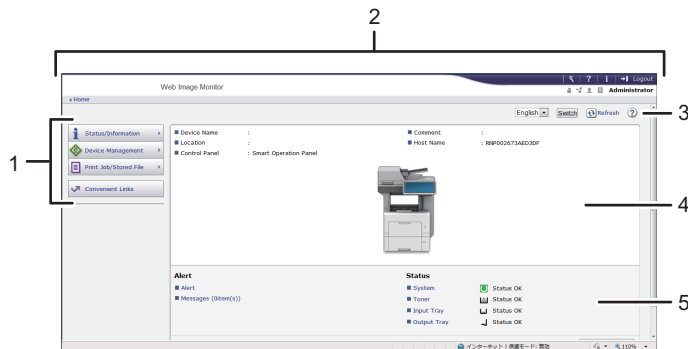 2
Logout
Web Image Monitor
Administrator
Home
English Switch Refresh ? 3
1
Status/Information
Device Management
Print Job/Stored File
Convenient Links
Device Name :
Location :
Control Panel : Smart Operation Panel
Comment :
Host Name : RNP002673AED3DF
4
Alert
Alert
Messages (0item(s))
Status
System Status OK
Toner Status OK
Input Tray Status OK
Output Tray Status OK
5
インターネット | 保護モード: 無効 110%